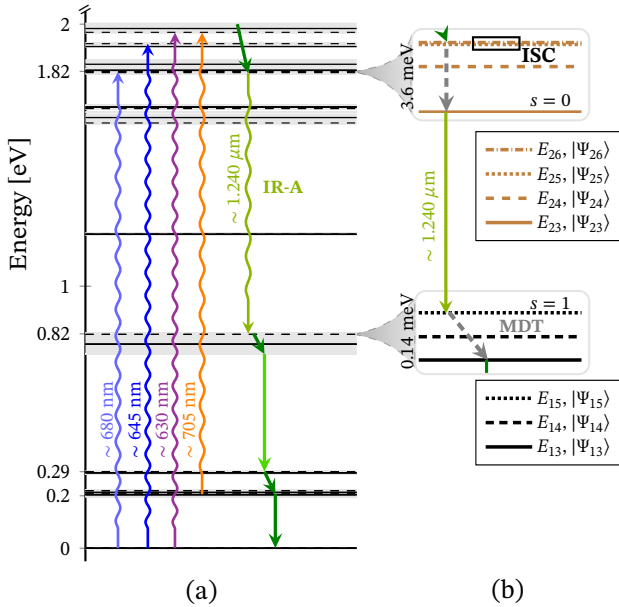 Energy [eV]
2
1.82
1
0.82
0.29
0.2
0
~ 680 nm
~ 645 nm
~ 630 nm
~ 705 nm
~ 1.240 μm
IR-A
(a)
3.6 meV
ISC
s = 0
E26, |Ψ26⟩
E25, |Ψ25⟩
E24, |Ψ24⟩
E23, |Ψ23⟩
~ 1.240 μm
0.14 meV
s = 1
MDT
E15, |Ψ15⟩
E14, |Ψ14⟩
E13, |Ψ13⟩
(b)